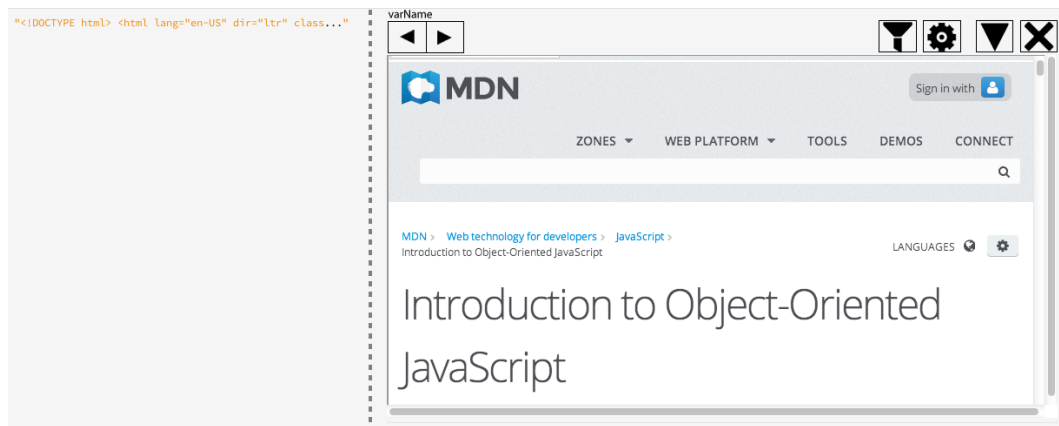 "<!DOCTYPE html> <html lang="en-US" dir="ltr" class..."
varName
MDN
Sign in with
ZONES WEB PLATFORM TOOLS DEMOS CONNECT
MDN > Web technology for developers > JavaScript >
Introduction to Object-Oriented JavaScript
LANGUAGES
Introduction to Object-Oriented
JavaScript